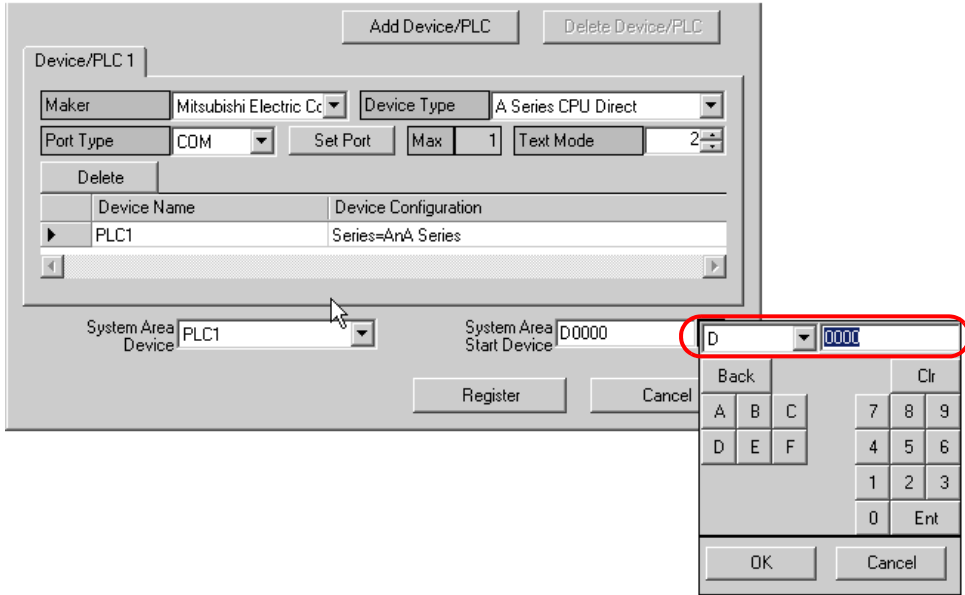 Add Device/PLC Delete Device/PLC
Device/PLC 1
Maker Mitsubishi Electric Cc Device Type A Series CPU Direct
Port Type COM Set Port Max 1 Text Mode 2
Delete
Device Name Device Configuration
PLC1 Series=AnA Series
System Area Device PLC1 System Area Start Device D0000
D 0000
Back Clr
A B C 7 8 9
Register Cancel
D E F 4 5 6
1 2 3
0 Ent
OK Cancel